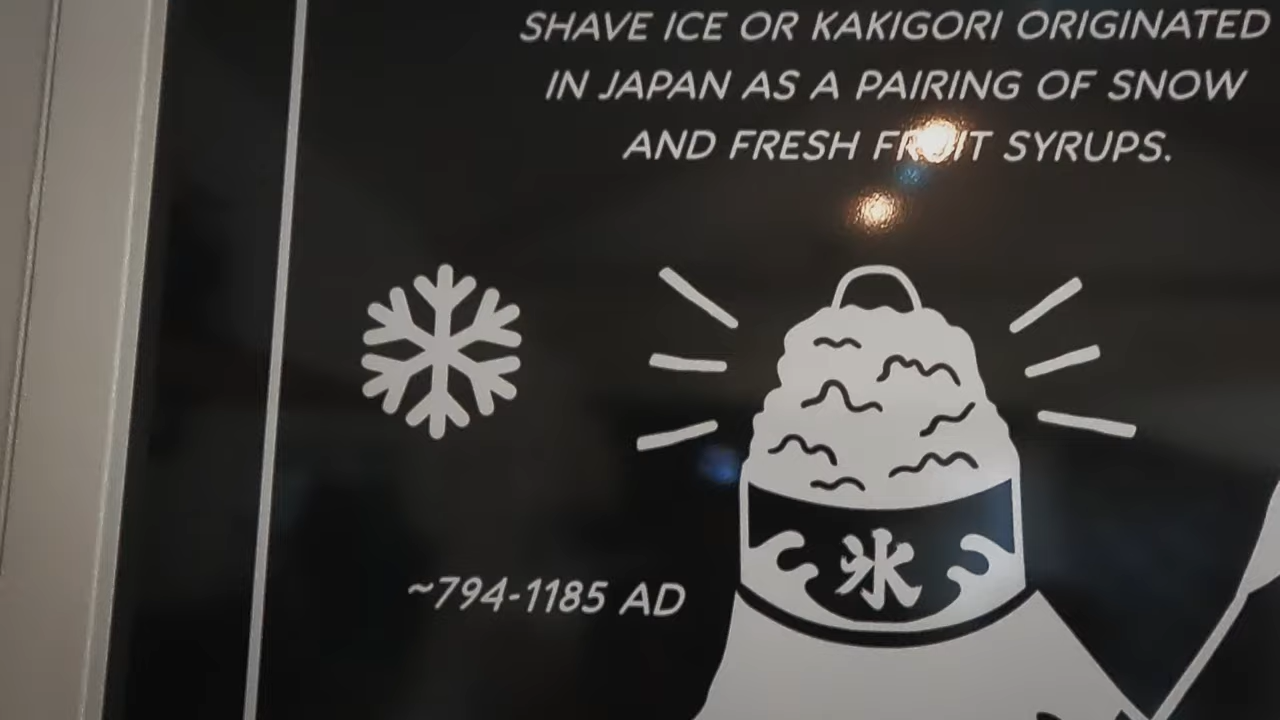 SHAVE ICE OR KAKIGORI ORIGINATED
IN JAPAN AS A PAIRING OF SNOW
AND FRESH FRUIT SYRUPS.
氷
~794-1185 AD